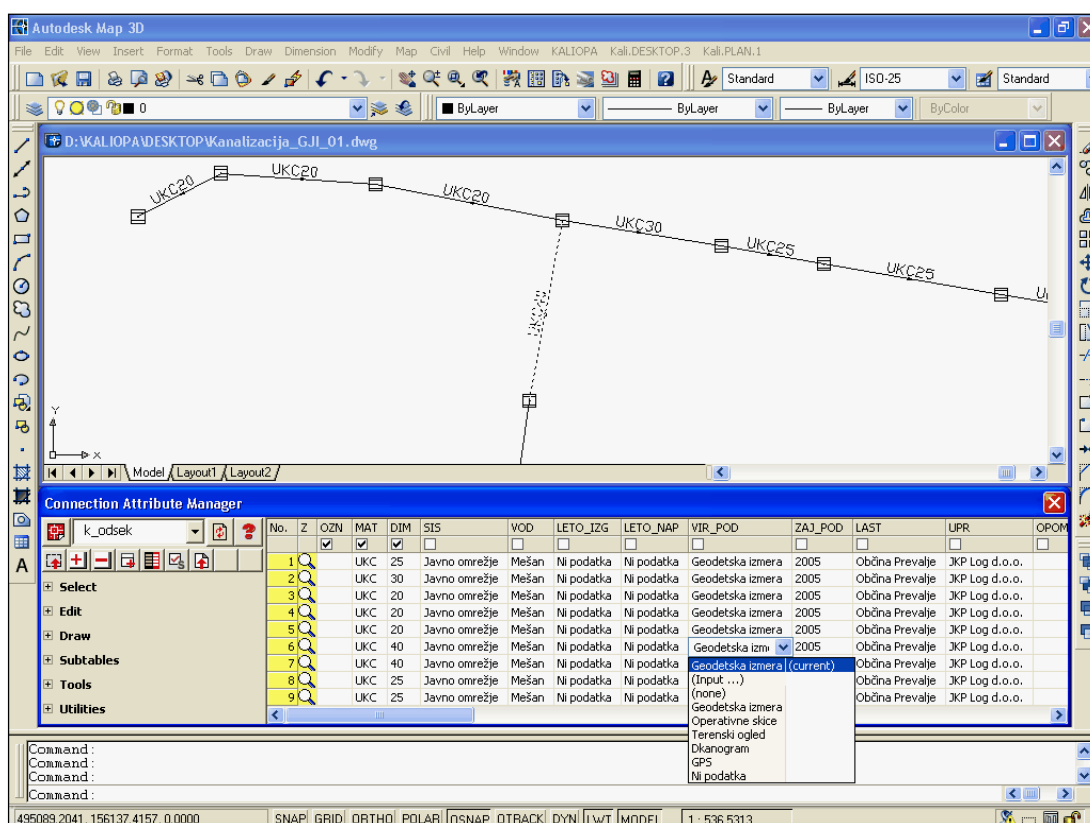 Autodesk Map 3D
File Edit View Insert Format Tools Draw Dimension Modify Map Civil Help Window KALIOPA Kali.DESKTOP.3 Kali.PLAN.1
Standard ISO-25 Standard
0 ByLayer ByLayer ByLayer ByColor
D:\KALIOPA\DESKTOP\Kanalizacija_GJI_01.dwg
UKC20
UKC20
UKC20
UKC30
UKC25
UKC25
Y
X
Model Layout1 Layout2
Connection Attribute Manager
k_odsek
Select
Edit
Draw
Subtables
Tools
Utilities
No. Z OZN MAT DIM SIS VOD LETO_IZG LETO_NAP VIR_POD ZAJ_POD LAST UPR OPOM
1 UKC 25 Javno omrežje Mešan Ni podatka Ni podatka Geodetska izmera 2005 Občina Prevalje JKP Log d.o.o.
2 UKC 30 Javno omrežje Mešan Ni podatka Ni podatka Geodetska izmera 2005 Občina Prevalje JKP Log d.o.o.
3 UKC 20 Javno omrežje Mešan Ni podatka Ni podatka Geodetska izmera 2005 Občina Prevalje JKP Log d.o.o.
4 UKC 20 Javno omrežje Mešan Ni podatka Ni podatka Geodetska izmera 2005 Občina Prevalje JKP Log d.o.o.
5 UKC 20 Javno omrežje Mešan Ni podatka Ni podatka Geodetska izmera 2005 Občina Prevalje JKP Log d.o.o.
6 UKC 40 Javno omrežje Mešan Ni podatka Ni podatka Geodetska izm 2005 Občina Prevalje JKP Log d.o.o.
7 UKC 40 Javno omrežje Mešan Ni podatka Ni podatka Občina Prevalje JKP Log d.o.o.
8 UKC 25 Javno omrežje Mešan Ni podatka Ni podatka Občina Prevalje JKP Log d.o.o.
9 UKC 25 Javno omrežje Mešan Ni podatka Ni podatka Občina Prevalje JKP Log d.o.o.
Geodetska izmera (current)
(Input ...)
(none)
Geodetska izmera
Operativne skice
Terenski ogled
Dkanogram
GPS
Ni podatka
Command:
Command:
Command:
Command:
495089.2041, 156137.4157, 0.0000 SNAP GRID ORTHO POLAR OSNAP OTRACK DYN LWT MODEL 1 : 536.5313